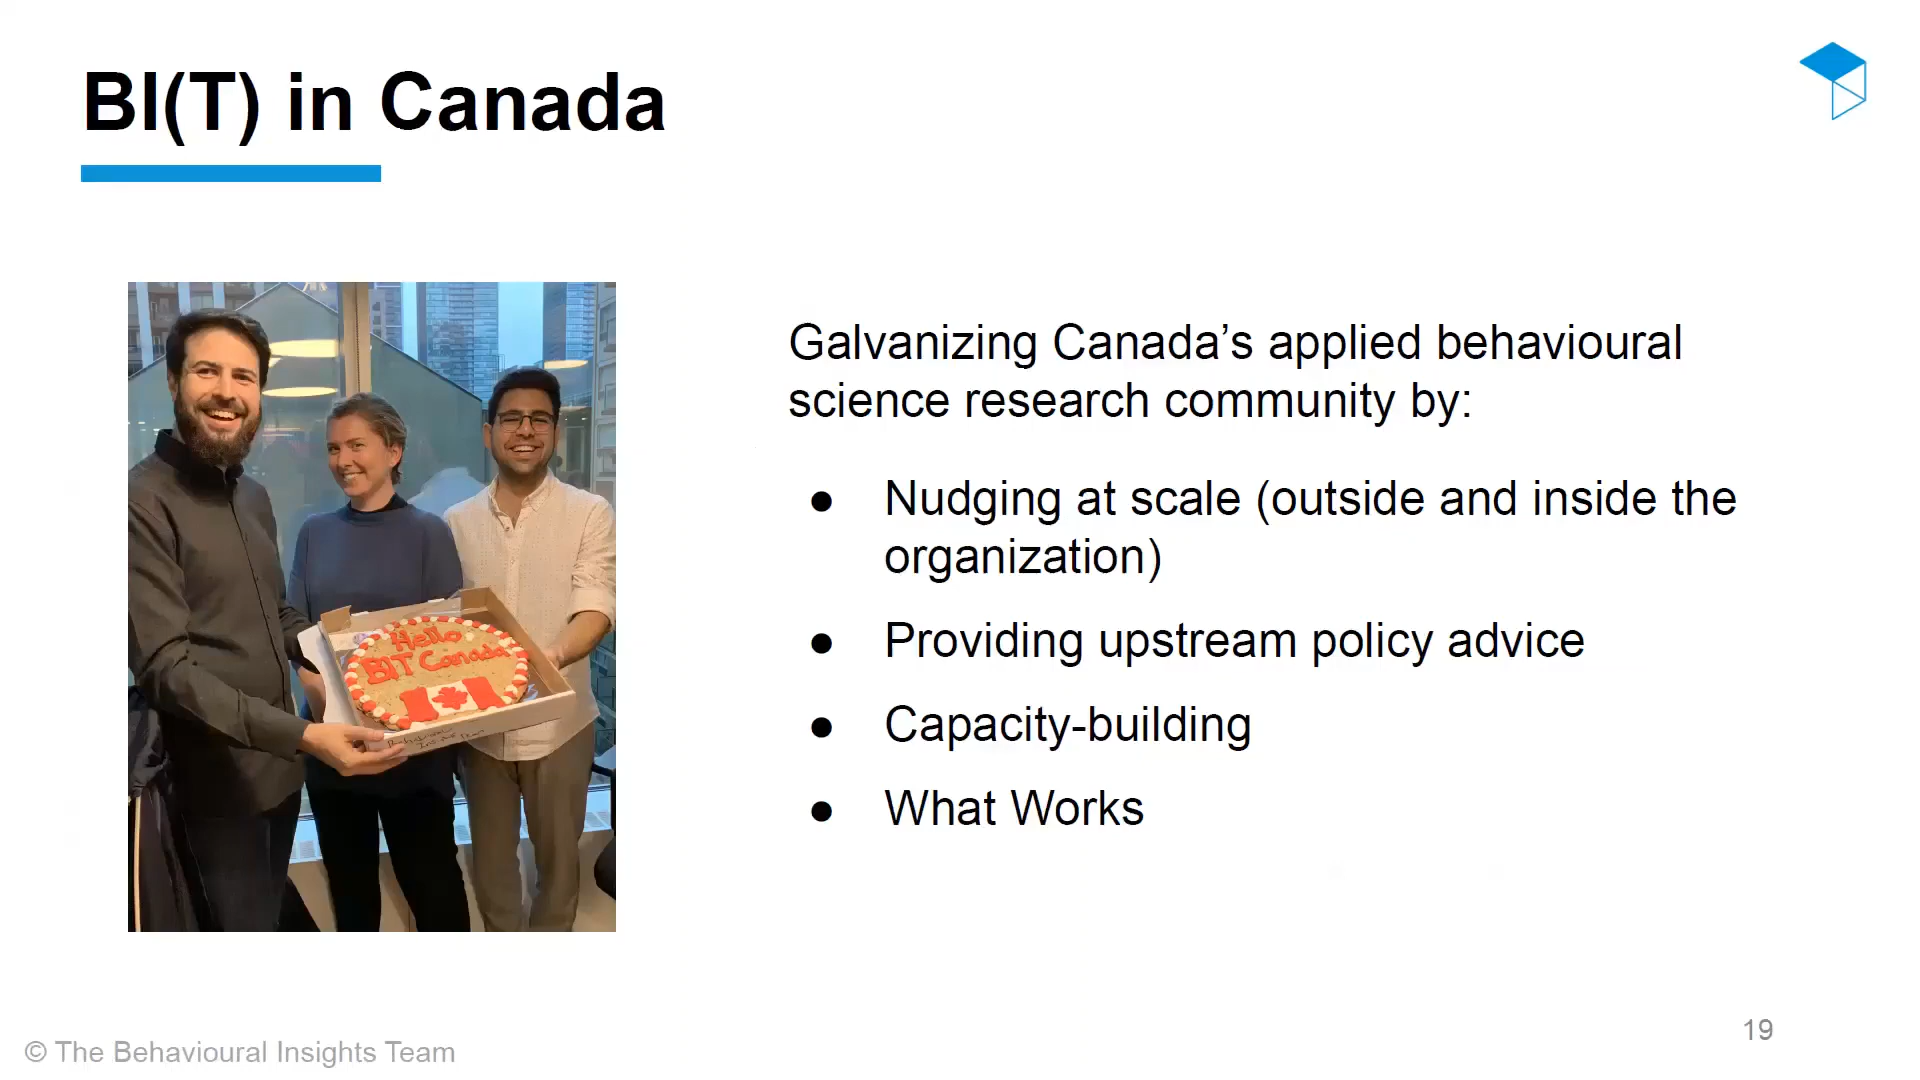 BI(T) in Canada
Hello
BIT Canada
Galvanizing Canada’s applied behavioural
science research community by:
● Nudging at scale (outside and inside the
organization)
● Providing upstream policy advice
● Capacity-building
● What Works
19
© The Behavioural Insights Team